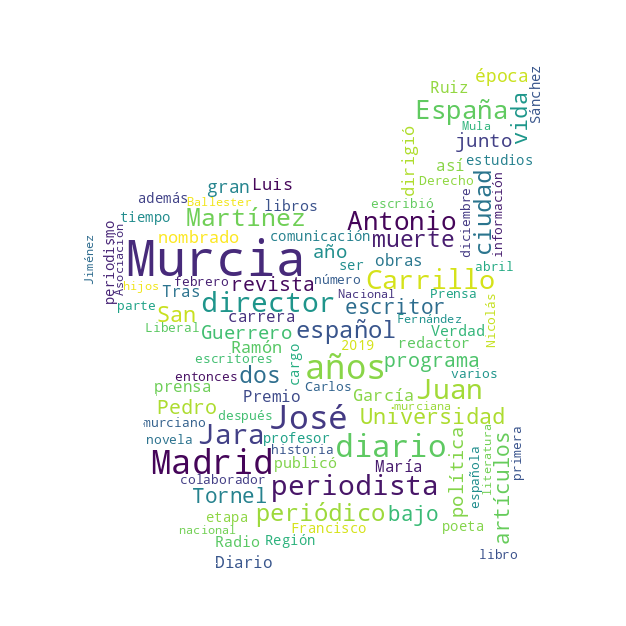 época
Sánchez
Ruiz
España
vida
Mula
junto
dirigió
así
estudios
Derecho
ciudad
información
gran
Luis
además
Ballester
libros
escribió
diciembre
tiempo
Martínez
Antonio
muerte
periodismo
Asociación
nombrado
comunicación
año
obras
Murcia
ser
abril
Jiménez
hijos
febrero
revista
número
Carrillo
Tras
Nacional
Prensa
parte
director
escritor
Nicolás
San
carrera
Fernández
Liberal
Guerrero
español
Verdad
Ramón
2019
redactor
escritores
cargo
años
programa
entonces
dos
varios
prensa
Premio
Carlos
García
Juan
Pedro
después
José
murciana
Universidad
murciano
Jara
novela
profesor
diario
historia
política
literatura
artículos
primera
Madrid
publicó
María
española
colaborador
periodista
Tornel
etapa
periódico
bajo
nacional
Francisco
poeta
Radio
Región
Diario
libro